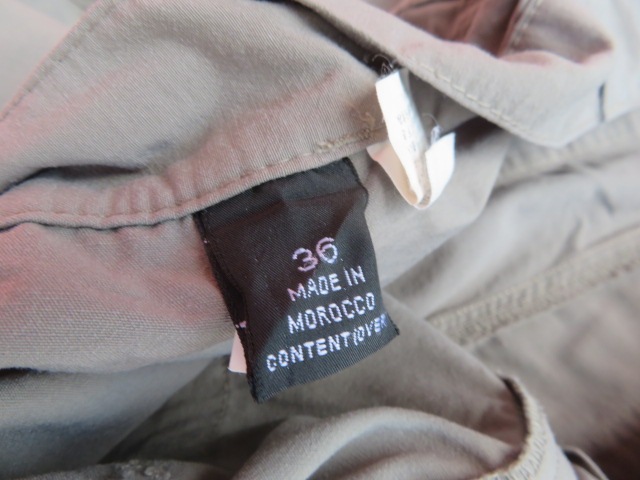 36
MADE IN
MOROCCO
CONTENT(OVER